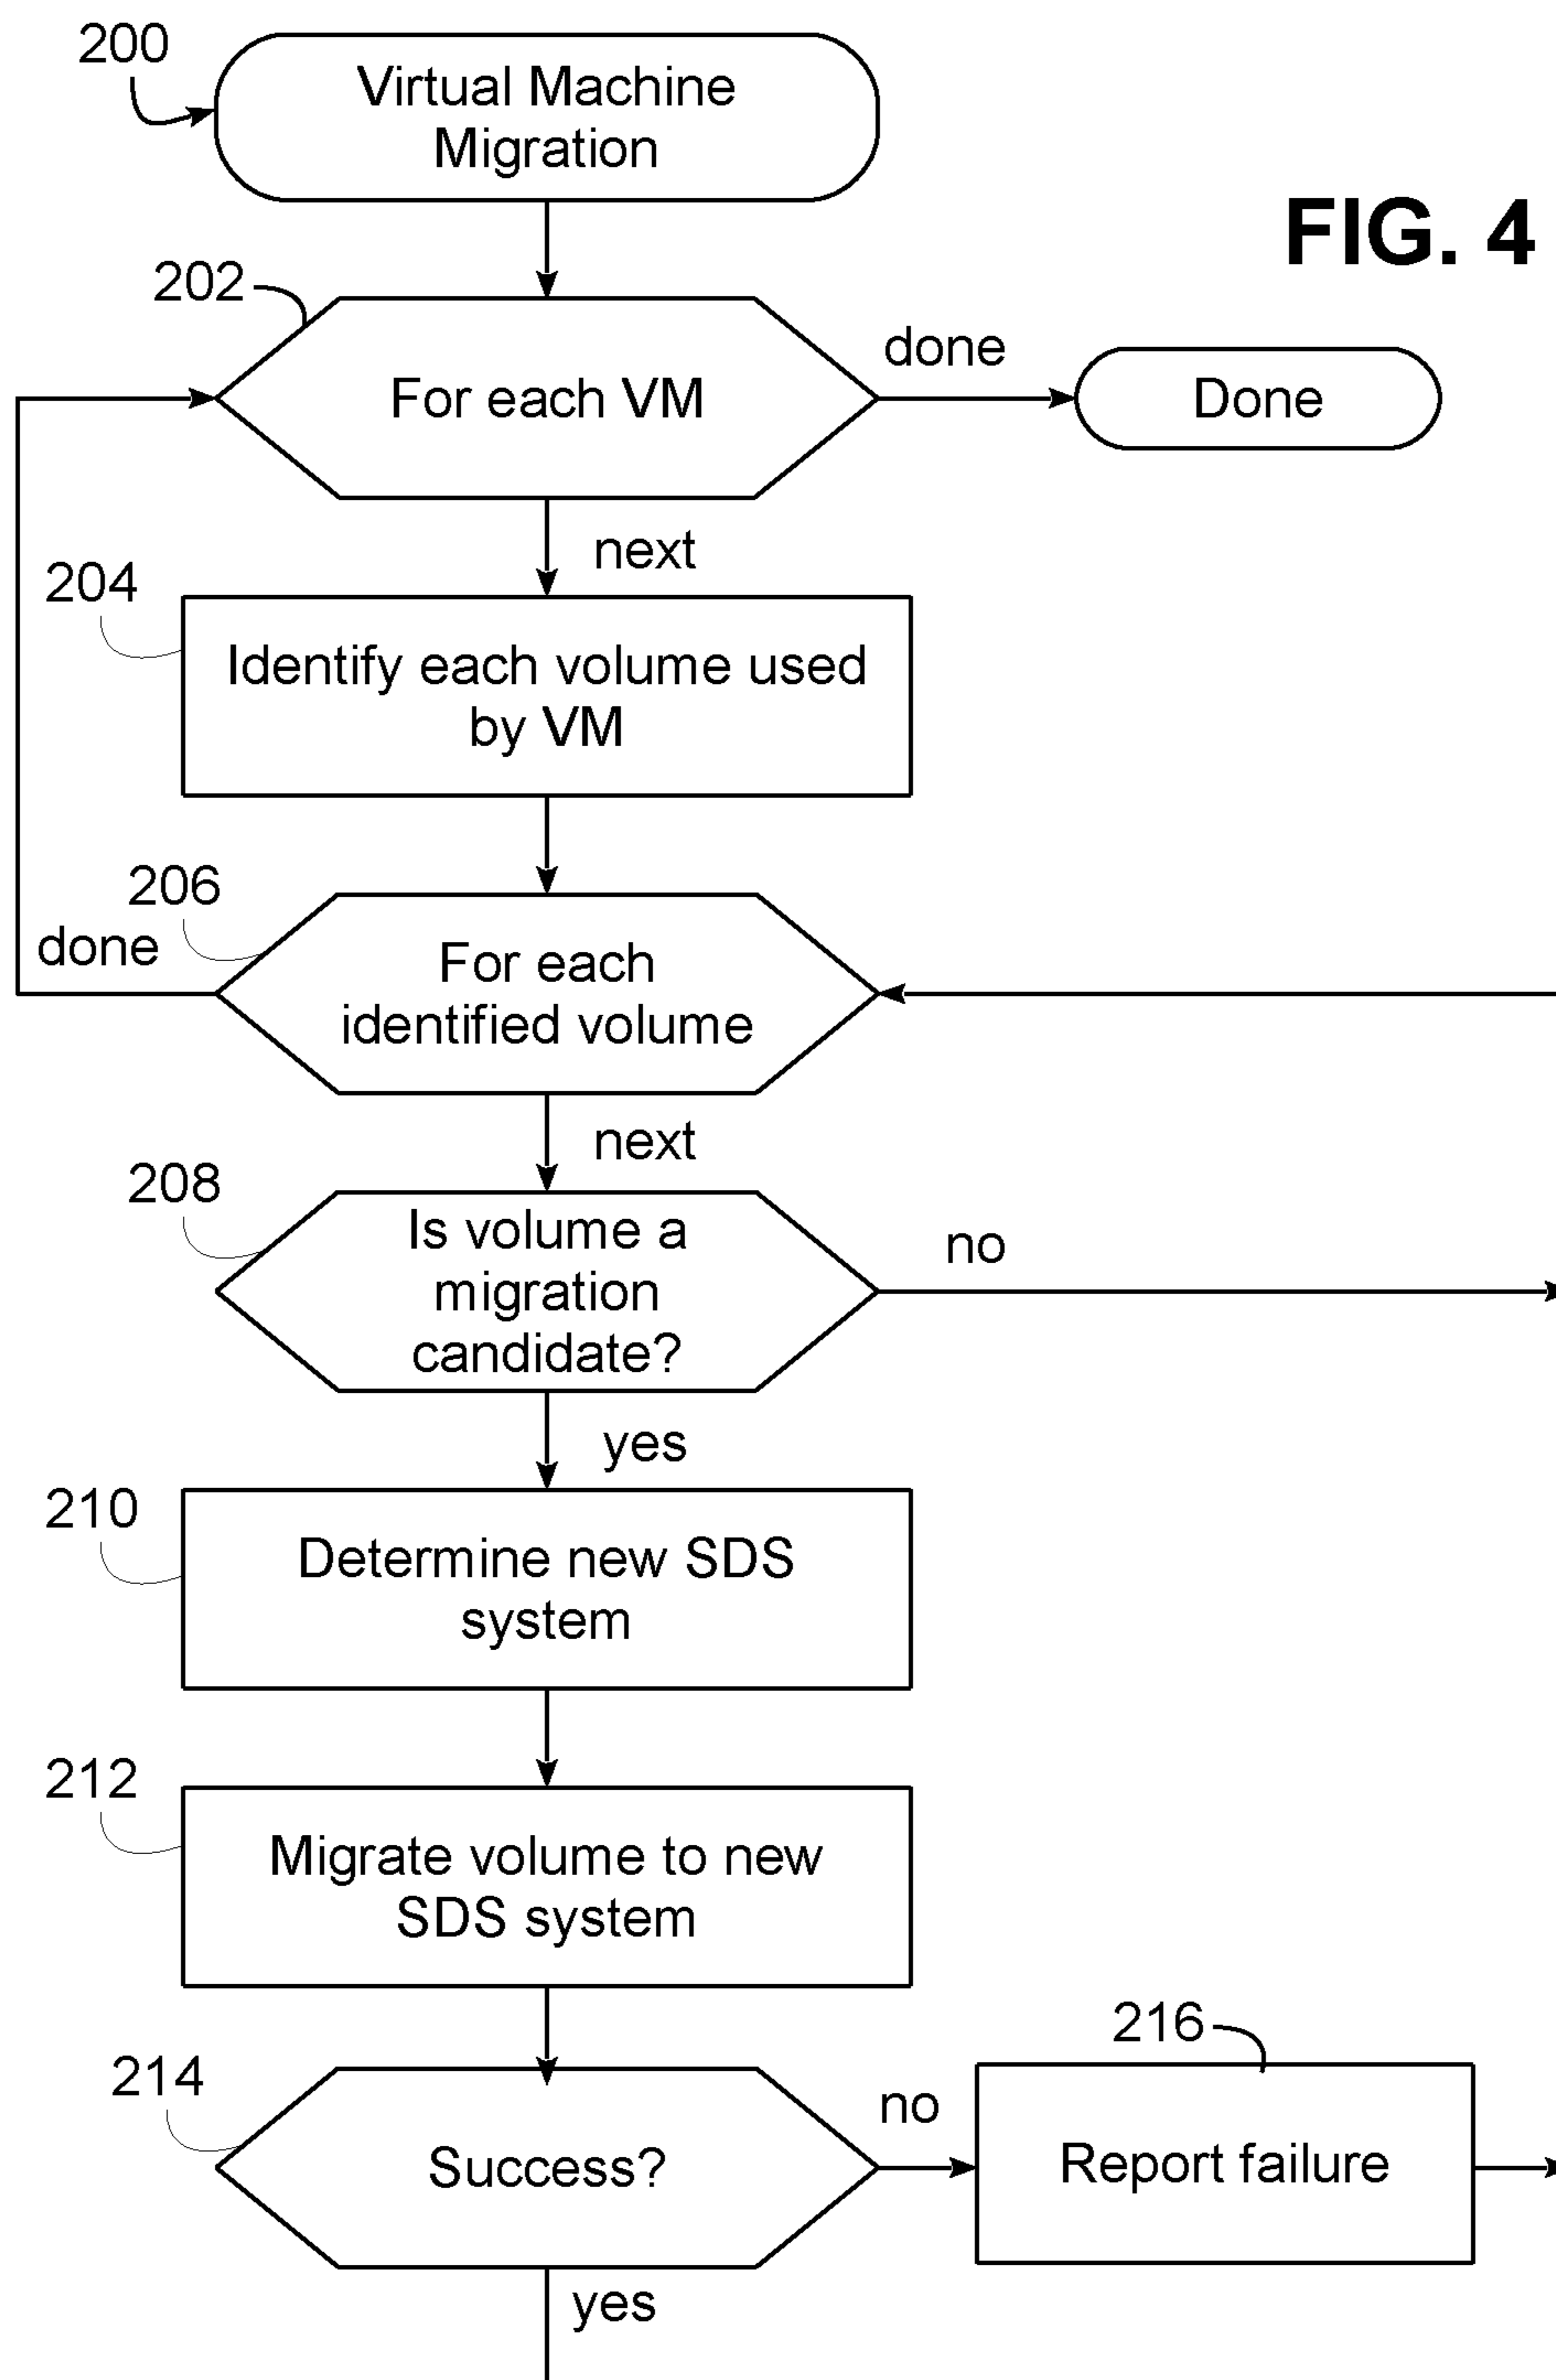 200
Virtual Machine
Migration
FIG. 4
202
For each VM
done
Done
next
204
Identify each volume used
by VM
206
done
For each
identified volume
next
208
Is volume a
migration
candidate?
no
yes
210
Determine new SDS
system
212
Migrate volume to new
SDS system
214
Success?
no
216
Report failure
yes